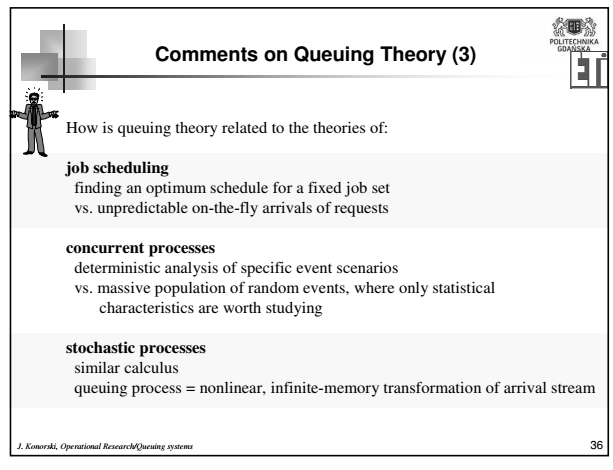 Comments on Queuing Theory (3)
POLITECHNIKA
GDAŃSKA
ETI
How is queuing theory related to the theories of:
job scheduling
finding an optimum schedule for a fixed job set
vs. unpredictable on-the-fly arrivals of requests
concurrent processes
deterministic analysis of specific event scenarios
vs. massive population of random events, where only statistical
characteristics are worth studying
stochastic processes
similar calculus
queuing process = nonlinear, infinite-memory transformation of arrival stream
J. Konorski, Operational Research/Queuing systems
36